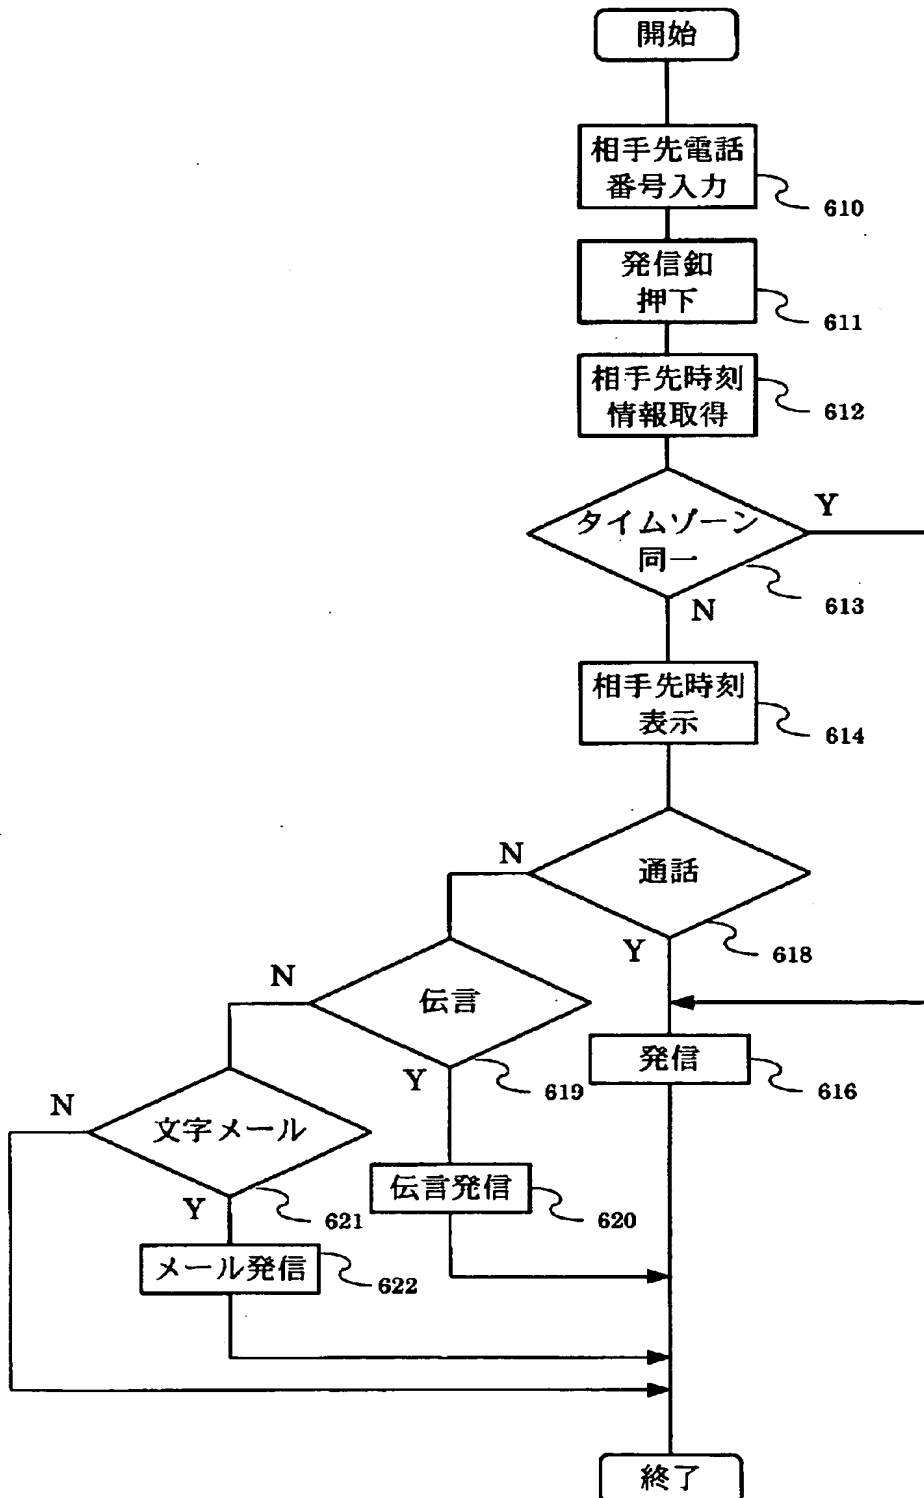 開始
相手先電話
番号入力
610
発信釦
押下
611
相手先時刻
情報取得
612
タイムゾーン
同一
Y
613
N
相手先時刻
表示
614
通話
N
618
Y
伝言
N
619
Y
発信
616
文字メール
N
621
Y
伝言発信
620
メール発信
622
終了